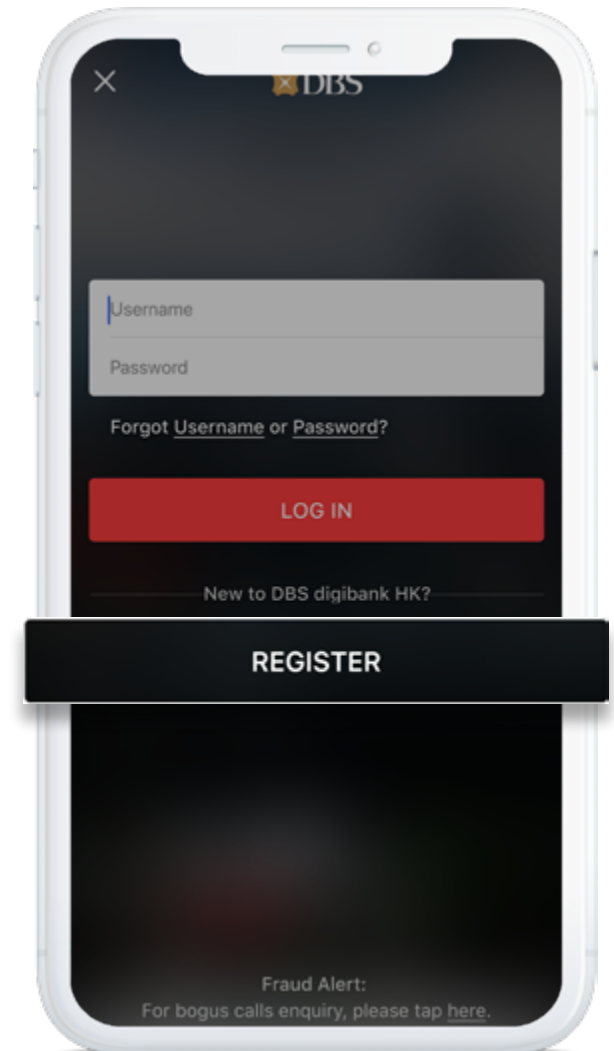 DBS
Username
Password
Forgot Username or Password?
LOG IN
New to DBS digibank HK?
REGISTER
Fraud Alert:
For bogus calls enquiry, please tap here.